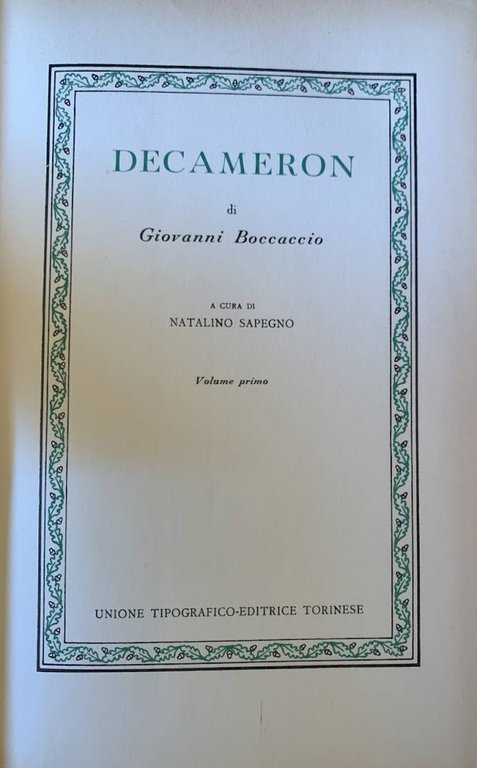 DECAMERON
di
Giovanni Boccaccio
A CURA DI
NATALINO SAPEGNO
Volume primo
UNIONE TIPOGRAFICO-EDITRICE TORINESE